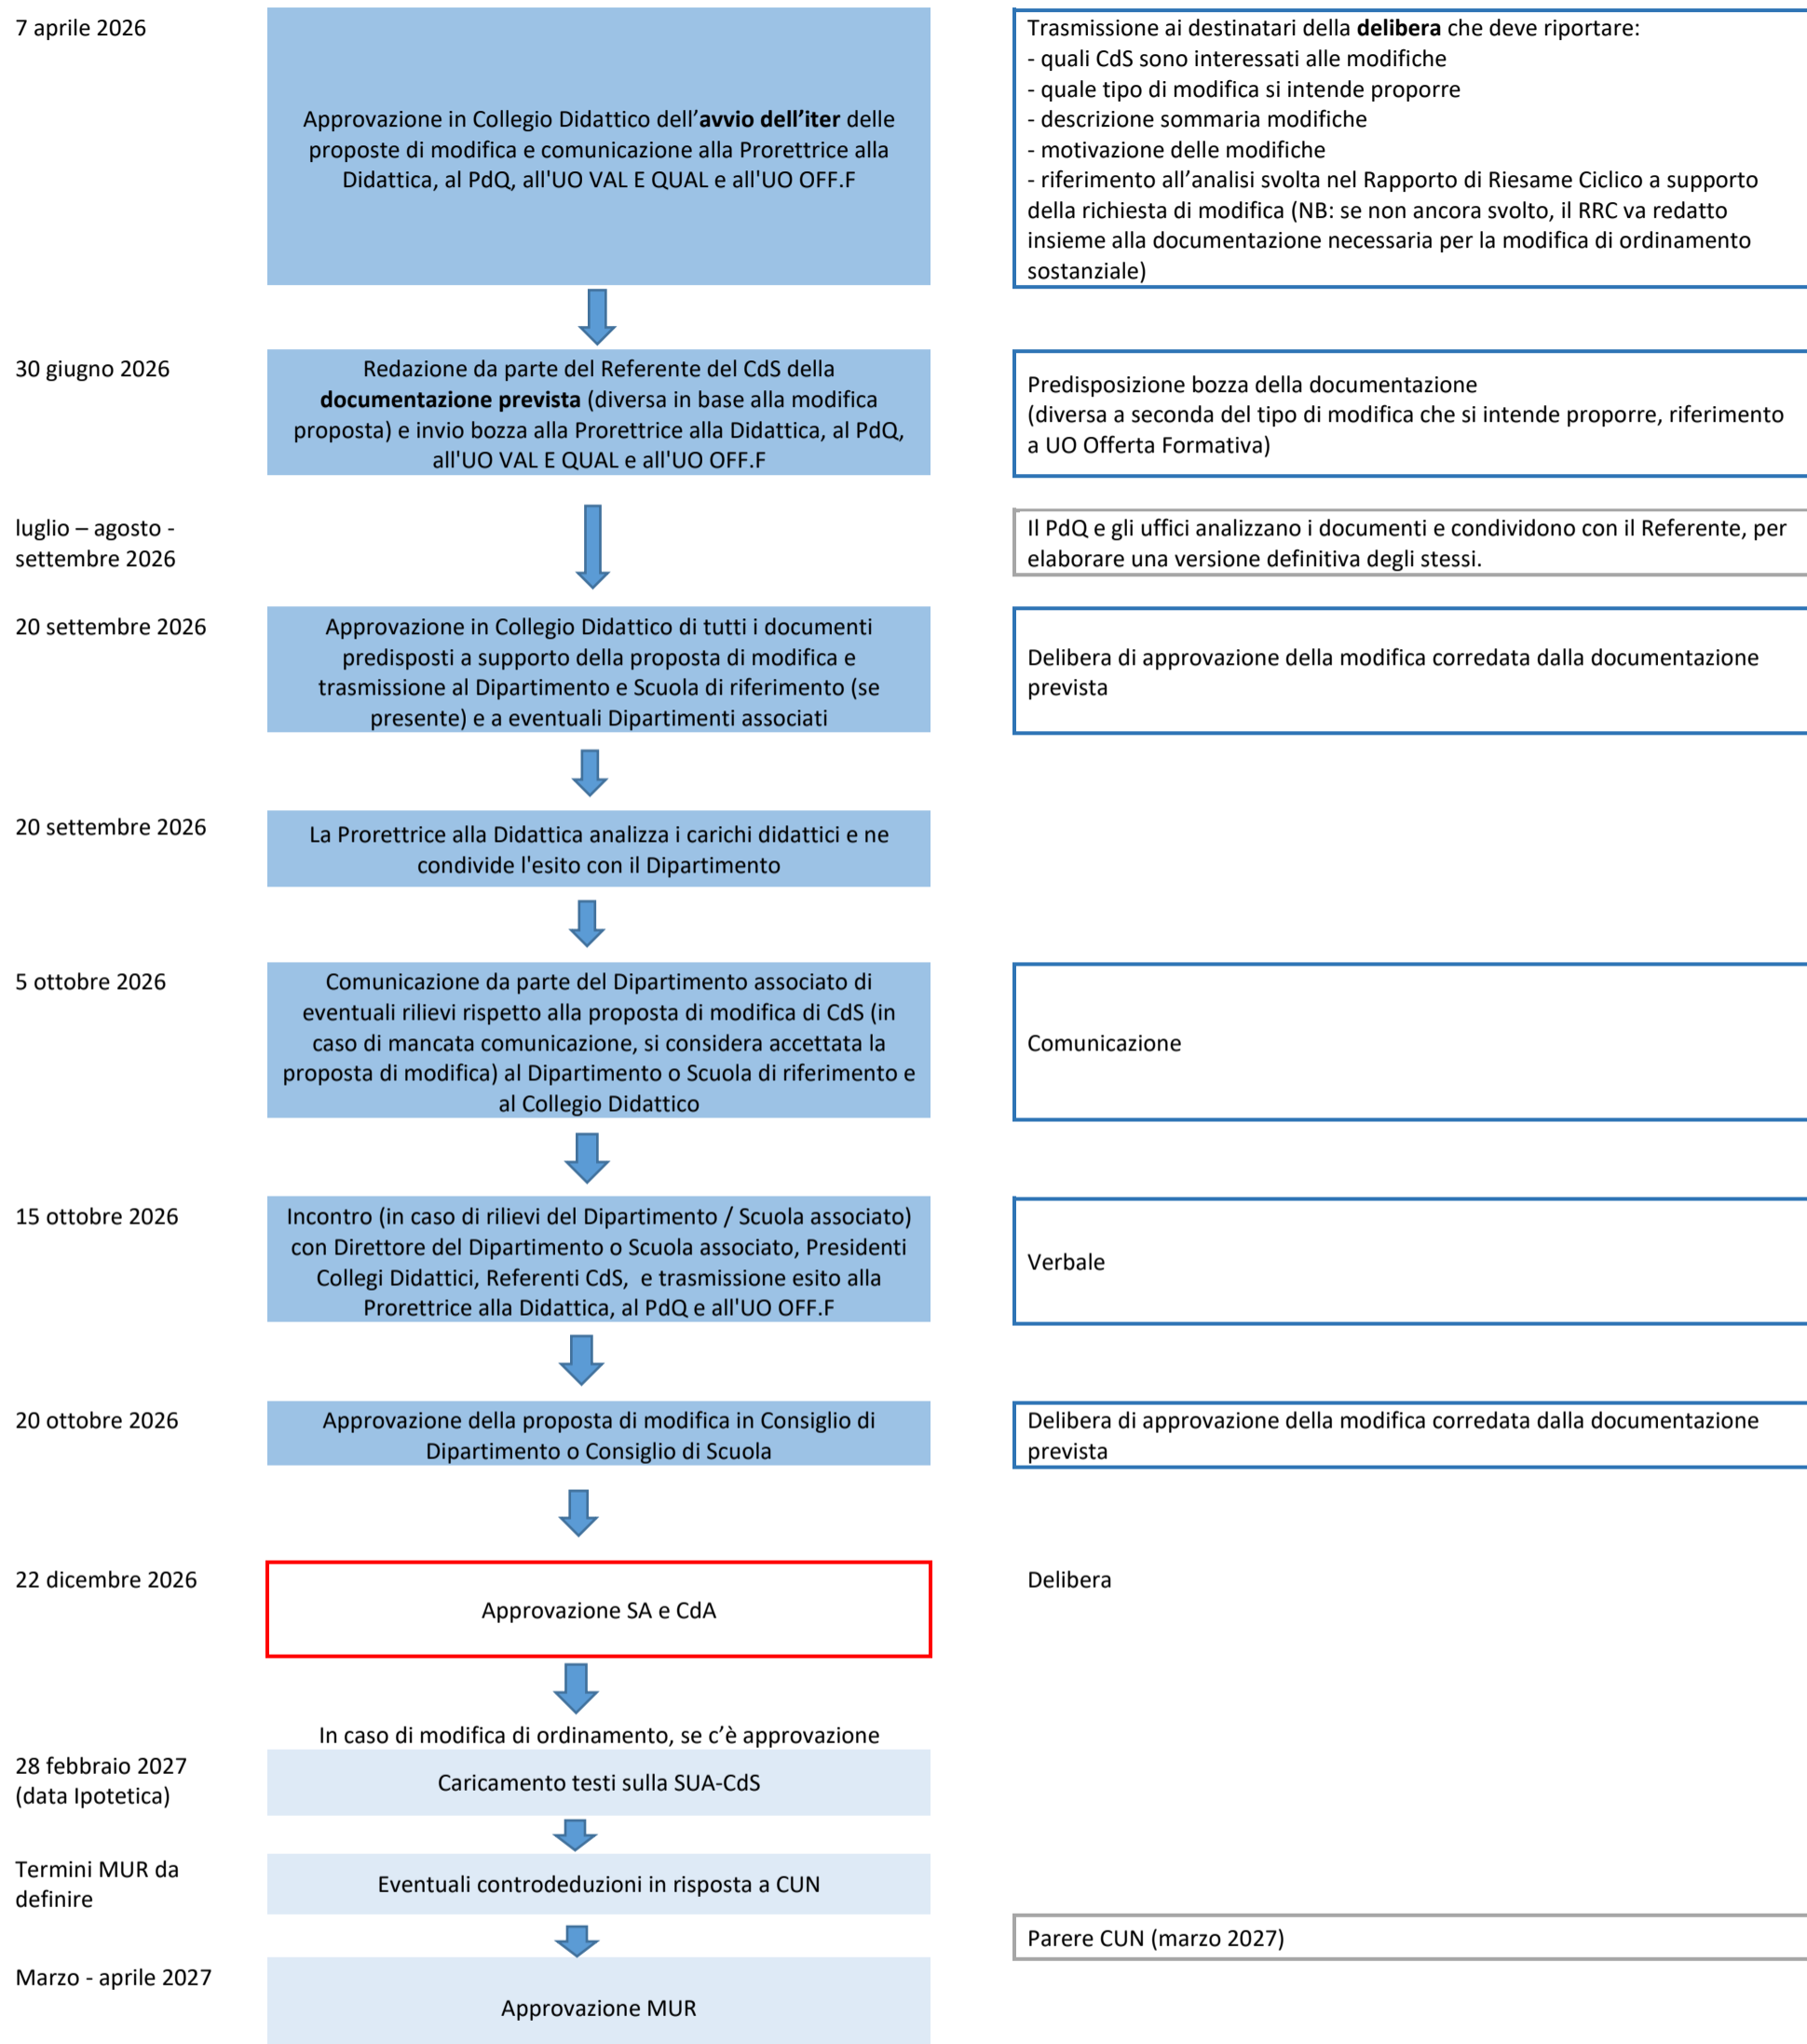 7 aprile 2026
Approvazione in Collegio Didattico dell’avvio dell’iter delle
proposte di modifica e comunicazione alla Prorettrice alla
Didattica, al PdQ, all'UO VAL E QUAL e all'UO OFF.F
Trasmissione ai destinatari della delibera che deve riportare:
- quali CdS sono interessati alle modifiche
- quale tipo di modifica si intende proporre
- descrizione sommaria modifiche
- motivazione delle modifiche
- riferimento all’analisi svolta nel Rapporto di Riesame Ciclico a supporto
della richiesta di modifica (NB: se non ancora svolto, il RRC va redatto
insieme alla documentazione necessaria per la modifica di ordinamento
sostanziale)
30 giugno 2026
Redazione da parte del Referente del CdS della
documentazione prevista (diversa in base alla modifica
proposta) e invio bozza alla Prorettrice alla Didattica, al PdQ,
all'UO VAL E QUAL e all'UO OFF.F
Predisposizione bozza della documentazione
(diversa a seconda del tipo di modifica che si intende proporre, riferimento
a UO Offerta Formativa)
luglio – agosto -
settembre 2026
Il PdQ e gli uffici analizzano i documenti e condividono con il Referente, per
elaborare una versione definitiva degli stessi.
20 settembre 2026
Approvazione in Collegio Didattico di tutti i documenti
predisposti a supporto della proposta di modifica e
trasmissione al Dipartimento e Scuola di riferimento (se
presente) e a eventuali Dipartimenti associati
Delibera di approvazione della modifica corredata dalla documentazione
prevista
20 settembre 2026
La Prorettrice alla Didattica analizza i carichi didattici e ne
condivide l'esito con il Dipartimento
5 ottobre 2026
Comunicazione da parte del Dipartimento associato di
eventuali rilievi rispetto alla proposta di modifica di CdS (in
caso di mancata comunicazione, si considera accettata la
proposta di modifica) al Dipartimento o Scuola di riferimento e
al Collegio Didattico
Comunicazione
15 ottobre 2026
Incontro (in caso di rilievi del Dipartimento / Scuola associato)
con Direttore del Dipartimento o Scuola associato, Presidenti
Collegi Didattici, Referenti CdS,  e trasmissione esito alla
Prorettrice alla Didattica, al PdQ e all'UO OFF.F
Verbale
20 ottobre 2026
Approvazione della proposta di modifica in Consiglio di
Dipartimento o Consiglio di Scuola
Delibera di approvazione della modifica corredata dalla documentazione
prevista
22 dicembre 2026
Approvazione SA e CdA
Delibera
In caso di modifica di ordinamento, se c’è approvazione
28 febbraio 2027
(data Ipotetica)
Caricamento testi sulla SUA-CdS
Termini MUR da
definire
Eventuali controdeduzioni in risposta a CUN
Parere CUN (marzo 2027)
Marzo - aprile 2027
Approvazione MUR